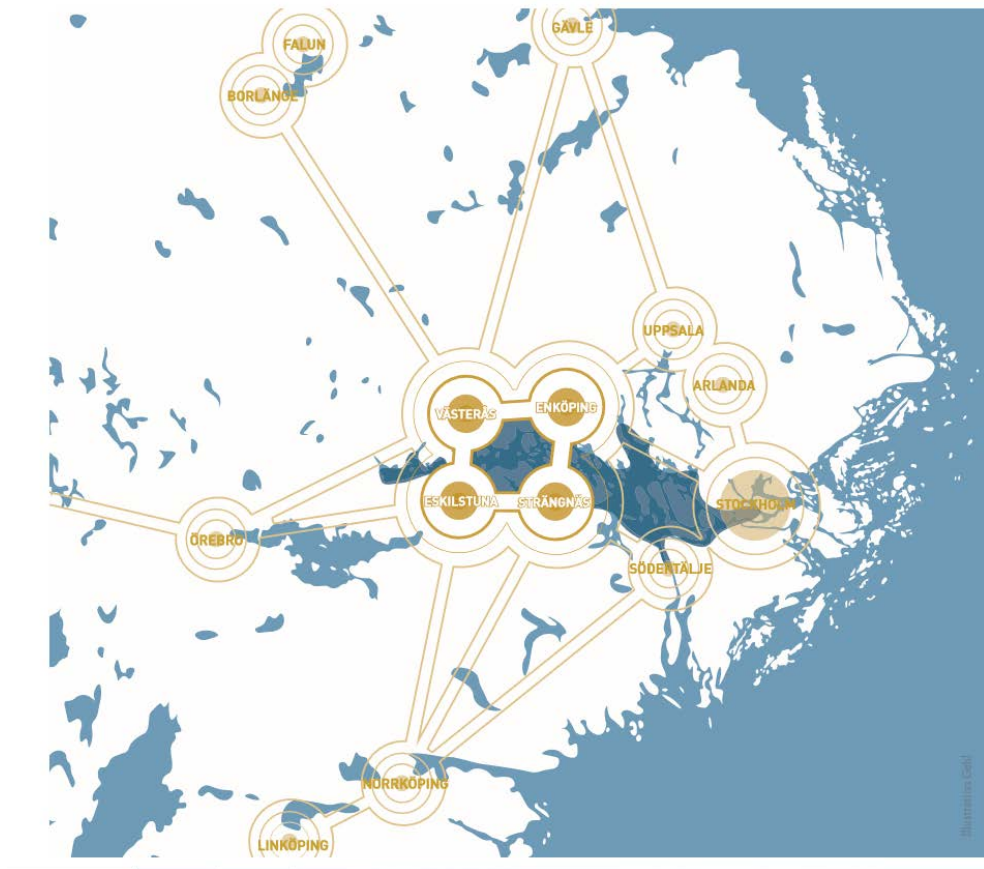 GÄVLE
FALUN
BORLÄNGE
UPPSALA
ARLANDA
VÄSTERÅS
ENKÖPING
ESKILSTUNA
STRÄNGNÄS
STOCKHOLM
ÖREBRO
SÖDERTÄLJE
NORRKÖPING
LINKÖPING